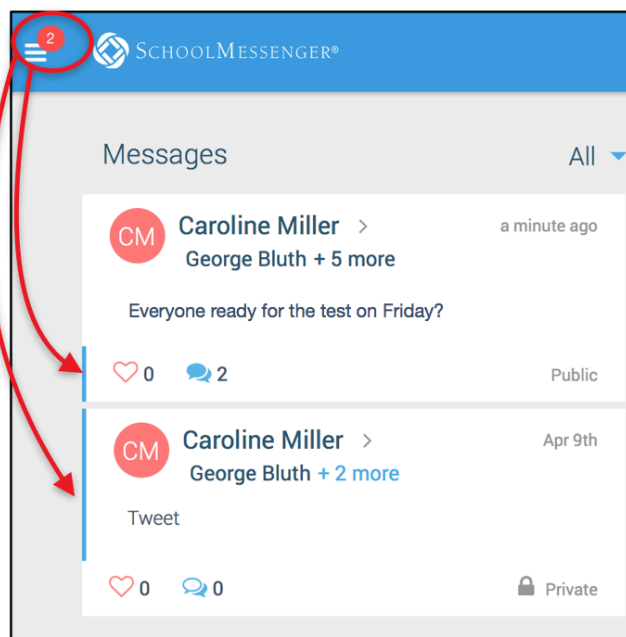 2
SCHOOLMESSENGER®
Messages
All
CM
Caroline Miller >
a minute ago
George Bluth + 5 more
Everyone ready for the test on Friday?
0
2
Public
CM
Caroline Miller >
Apr 9th
George Bluth + 2 more
Tweet
0
0
Private